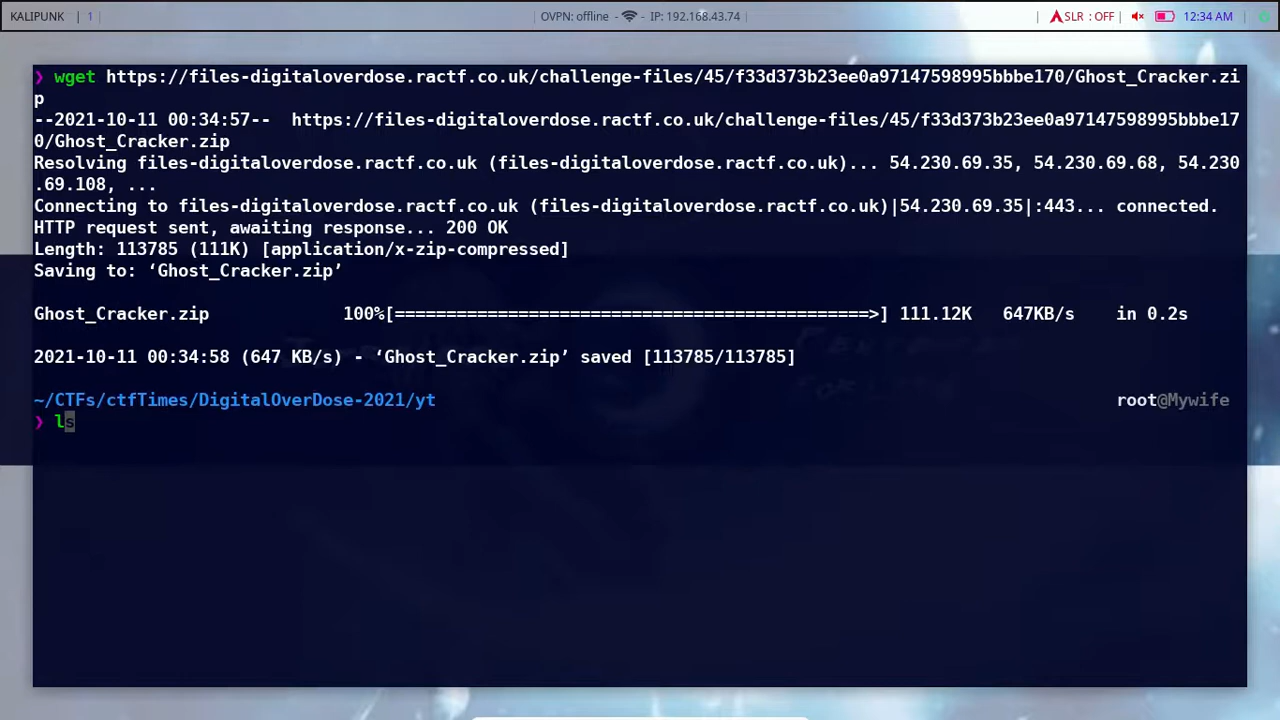 KALIPUNK | 1 | | OVPN: offline - - IP: 192.168.43.74 | | SLR : OFF | 12:34 AM |
❯ wget https://files-digitaloverdose.ractf.co.uk/challenge-files/45/f33d373b23ee0a97147598995bbbe170/Ghost_Cracker.zi
p
--2021-10-11 00:34:57--  https://files-digitaloverdose.ractf.co.uk/challenge-files/45/f33d373b23ee0a97147598995bbbe17
0/Ghost_Cracker.zip
Resolving files-digitaloverdose.ractf.co.uk (files-digitaloverdose.ractf.co.uk)... 54.230.69.35, 54.230.69.68, 54.230
.69.108, ...
Connecting to files-digitaloverdose.ractf.co.uk (files-digitaloverdose.ractf.co.uk)|54.230.69.35|:443... connected.
HTTP request sent, awaiting response... 200 OK
Length: 113785 (111K) [application/x-zip-compressed]
Saving to: ‘Ghost_Cracker.zip’
Ghost_Cracker.zip 100%[==============================================>] 111.12K 647KB/s in 0.2s
2021-10-11 00:34:58 (647 KB/s) - ‘Ghost_Cracker.zip’ saved [113785/113785]
~/CTFs/ctfTimes/DigitalOverDose-2021/yt root@Mywife
❯ ls